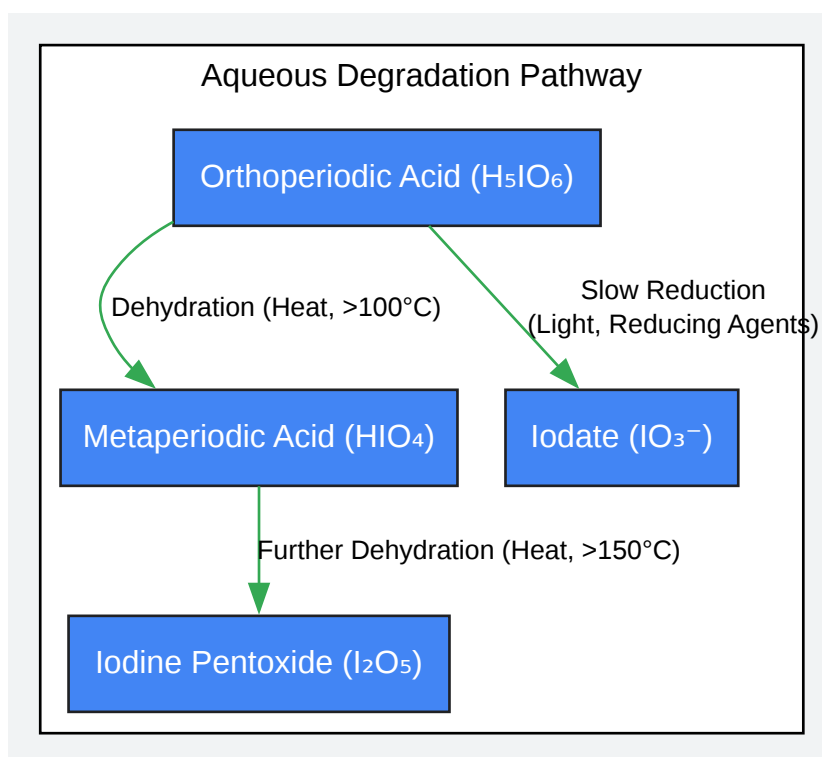 Aqueous Degradation Pathway
Orthoperiodic Acid (H₅IO₆)
Dehydration (Heat, >100°C)
Slow Reduction
(Light, Reducing Agents)
Metaperiodic Acid (HIO₄)
Iodate (IO₃⁻)
Further Dehydration (Heat, >150°C)
Iodine Pentoxide (I₂O₅)